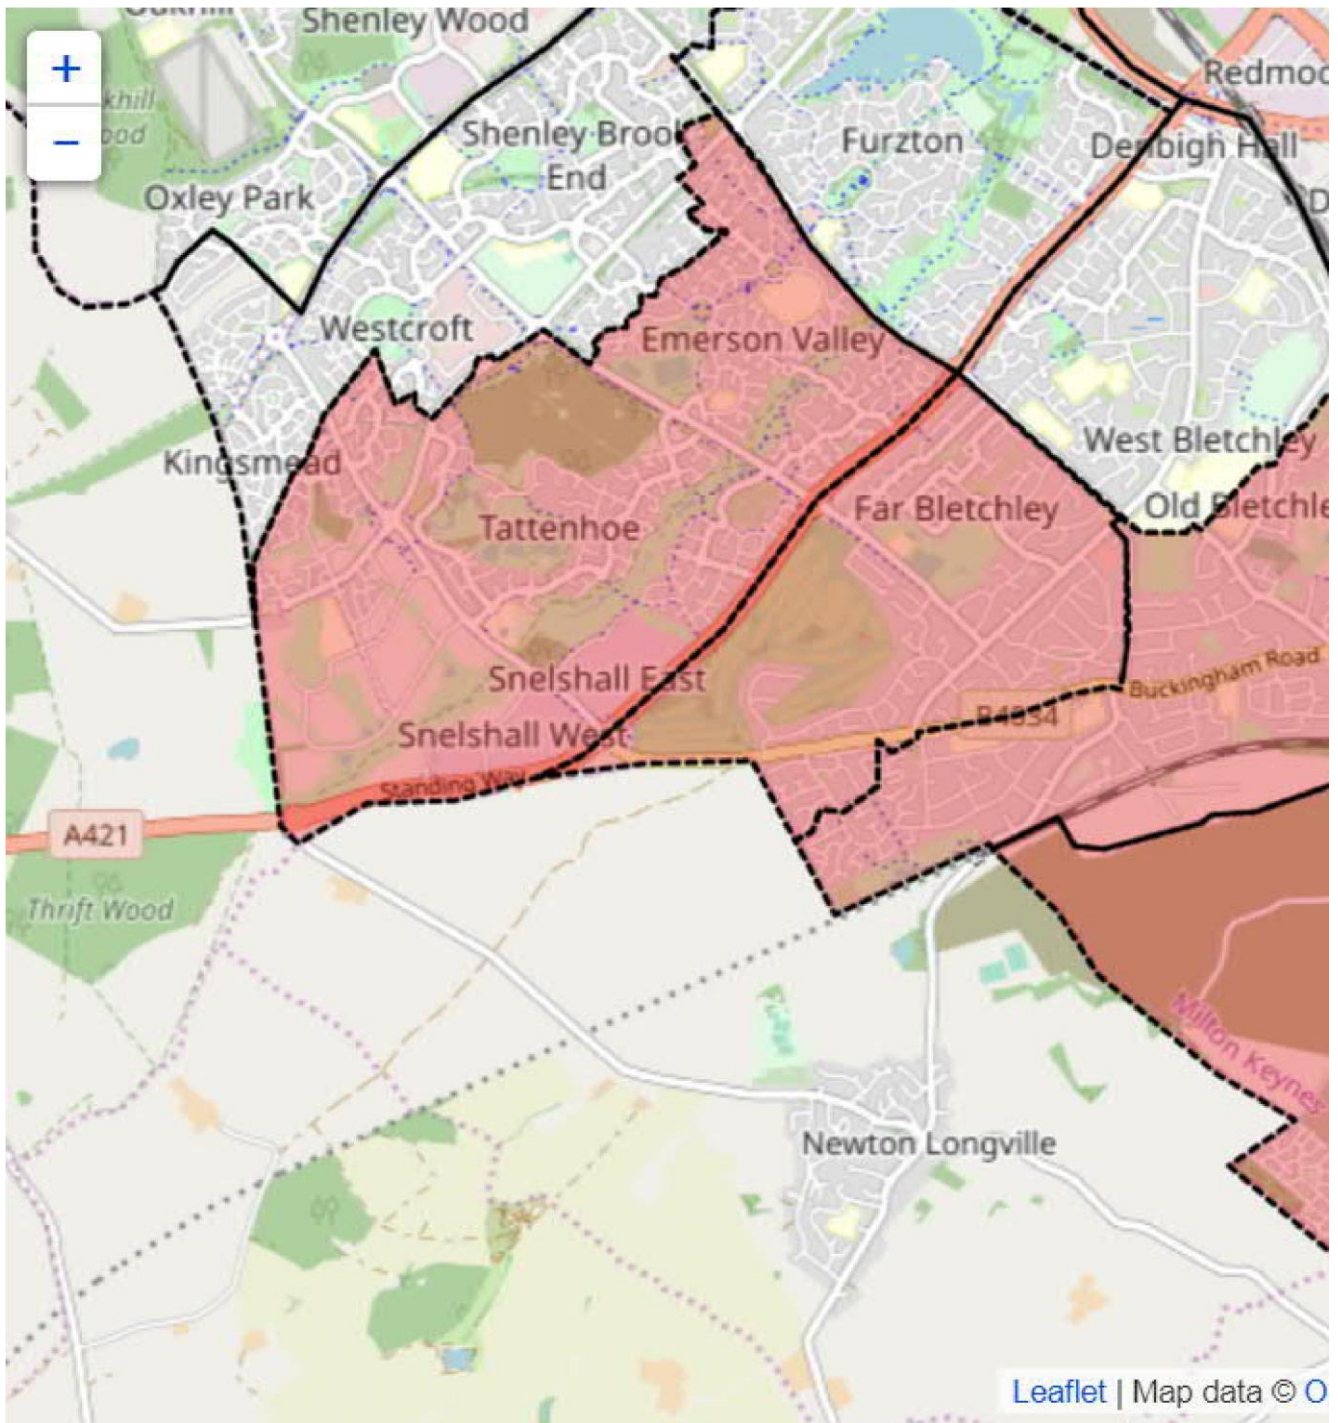 Shenley Wood
+
Redmoo
−
Shenley Brook
End
Furzton
Denbigh Hall
Oxley Park
Westcroft
Emerson Valley
West Bletchley
Kingsmead
Far Bletchley
Old Bletchle
Tattenhoe
Snelshall East
Buckingham Road
B4034
Snelshall West
Standing Way
A421
Thrift Wood
Milton Keynes
Newton Longville
Leaflet | Map data © O